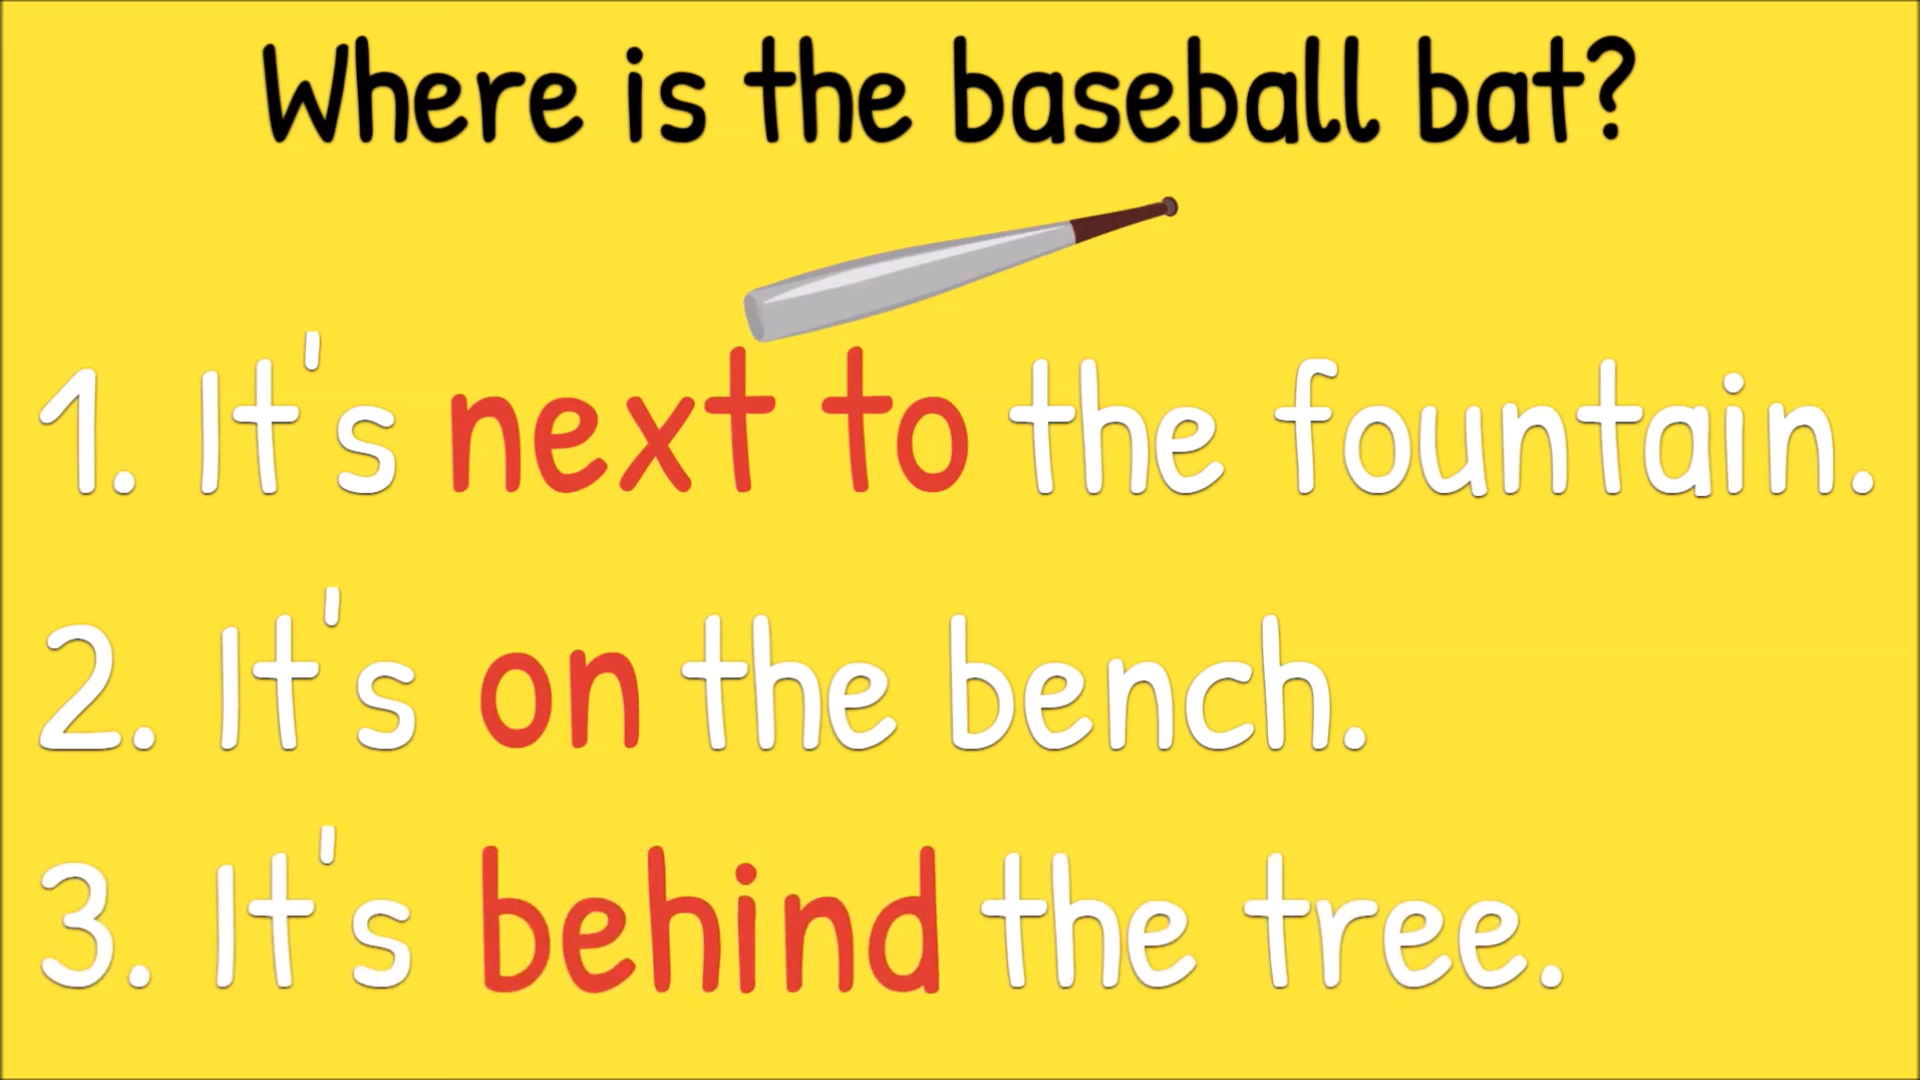 Where is the baseball bat?
1. It's next to the fountain.
2. It's on the bench.
3. It's behind the tree.